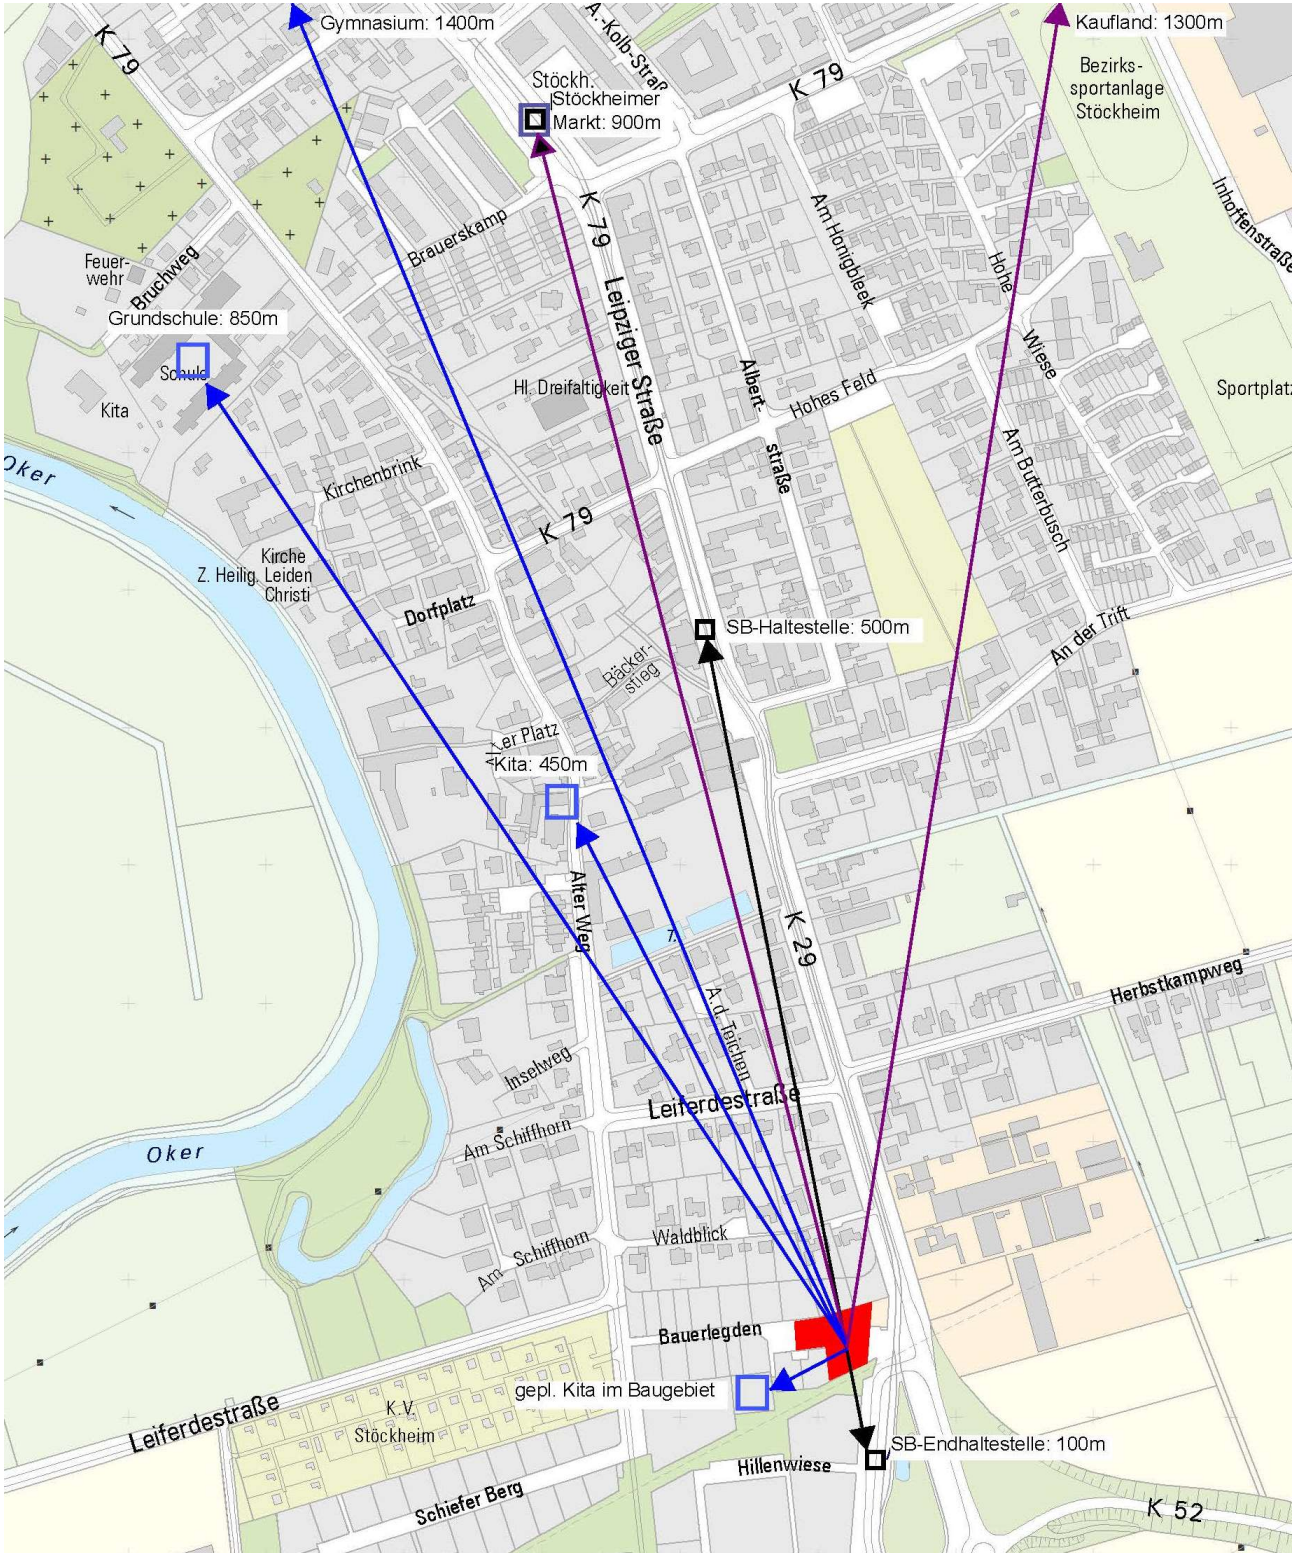 Gymnasium: 1400m
Kaufland: 1300m
K 79
A.-Kolb-Straß
K 79
Bezirks-
sportanlage
Stöckheim
Stöckh.
Stöckheimer
Markt: 900m
Inhoffenstraße
K 79
Am Honigbleek
Brauerskamp
Hohe
Wiese
Feuer-
wehr
Bruchweg
Leipziger Straße
Grundschule: 850m
Schule
Kita
Hl. Dreifaltigkeit
Albert-
straße
Hohes Feld
Sportplatz
Am Butterbusch
Oker
Kirchenbrink
K 79
Kirche
Z. Heilig. Leiden
Christi
Dorfplatz
SB-Haltestelle: 500m
An der Trift
Bäcker-
stieg
Alter Platz
Kita: 450m
Alter Weg
T.
K 29
Herbstkampweg
A. d. Teichen
Inselweg
Leiferdestraße
Am Schiffhorn
Oker
Waldblick
Am Schiffhorn
Bauerlegden
gepl. Kita im Baugebiet
Leiferdestraße
K.V.
Stöckheim
SB-Endhaltestelle: 100m
Hillenwiese
Schiefer Berg
K 52